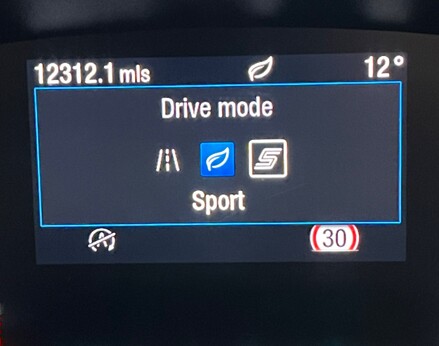 12312.1 mls 12°
Drive mode
S
Sport
A 30